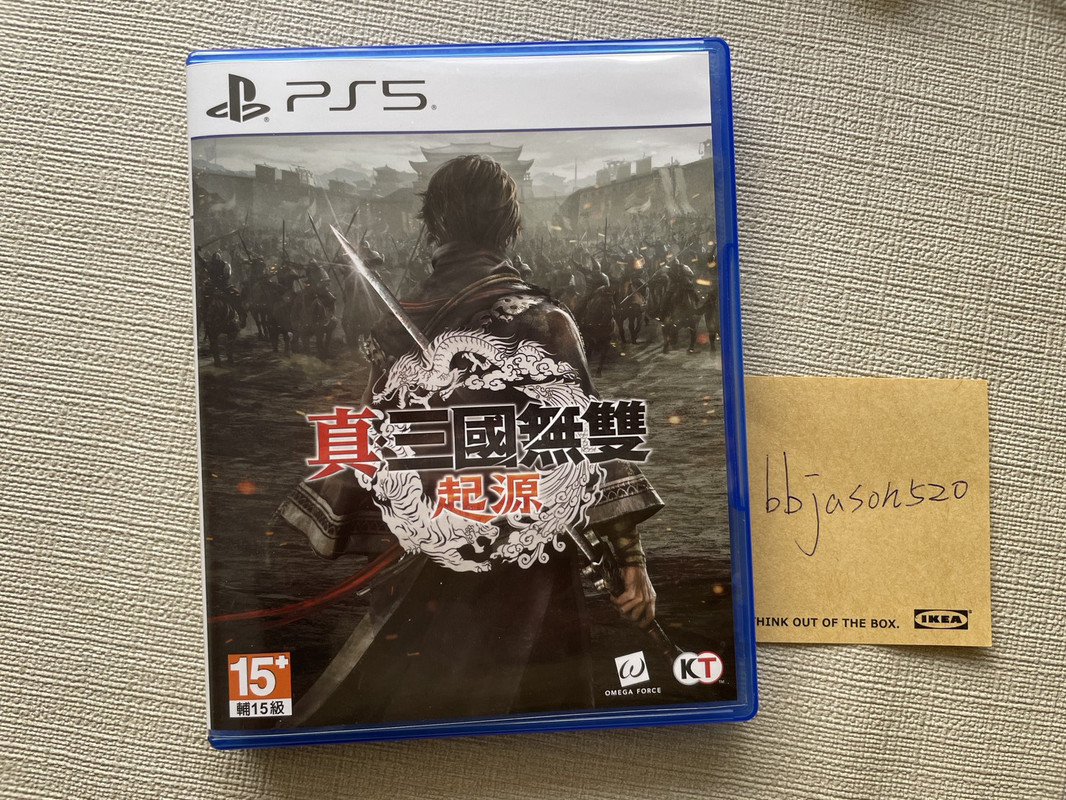 PS5
真・三國無雙
起源
15+
輔15級
OMEGA FORCE
KT
bbjason520
THINK OUT OF THE BOX.
IKEA